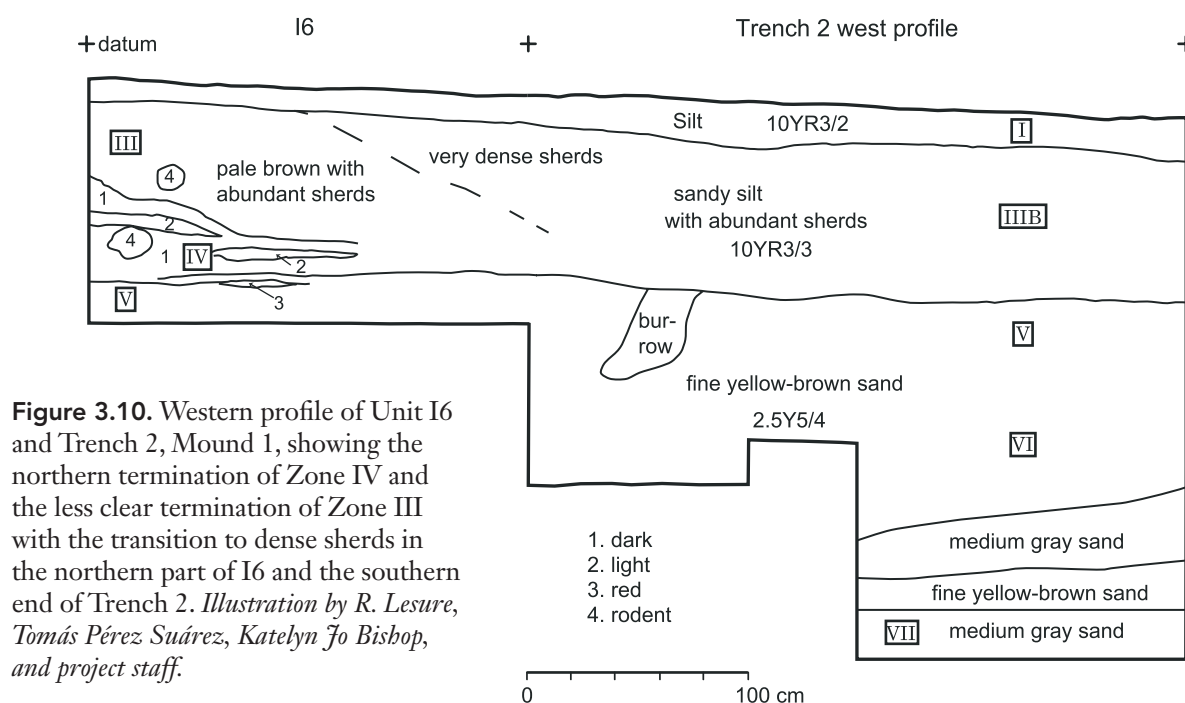 I6
Trench 2 west profile
datum
Silt 10YR3/2 I
III
very dense sherds
pale brown with
abundant sherds
4
1
2
4
1 IV
2
3
V
sandy silt
with abundant sherds
10YR3/3
IIIB
bur-
row
V
fine yellow-brown sand
2.5Y5/4
VI
medium gray sand
fine yellow-brown sand
VII medium gray sand
1. dark
2. light
3. red
4. rodent
0 100 cm
Figure 3.10. Western profile of Unit I6
and Trench 2, Mound 1, showing the
northern termination of Zone IV and
the less clear termination of Zone III
with the transition to dense sherds in
the northern part of I6 and the southern
end of Trench 2. Illustration by R. Lesure,
Tomás Pérez Suárez, Katelyn Jo Bishop,
and project staff.